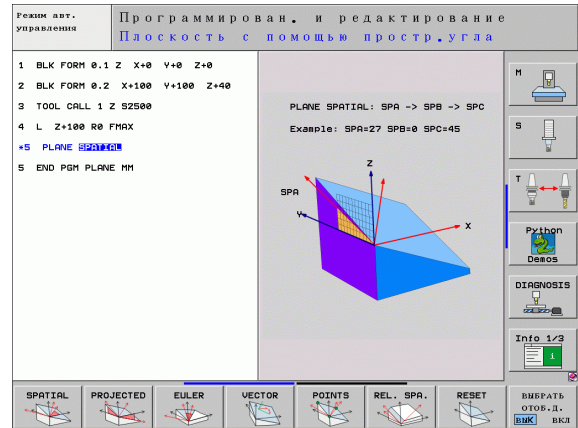 Режим авт.
управления
Программирован. и редактирование
Плоскость с помощью простр.угла
1 BLK FORM 0.1 Z X+0 Y+0 Z+0
2 BLK FORM 0.2 X+100 Y+100 Z+40
3 TOOL CALL 1 Z S2500
4 L Z+100 R0 FMAX
*5 PLANE SPATIAL
5 END PGM PLANE MM
PLANE SPATIAL: SPA -> SPB -> SPC
Example: SPA=27 SPB=0 SPC=45
Z
SPA
Y
X
M
S
T
Python
Demos
DIAGNOSIS
Info 1/3
i
SPATIAL
PROJECTED
EULER
VECTOR
POINTS
REL. SPA.
RESET
ВЫБРАТЬ
ОТОБ.Д.
ВЫК ВКЛ